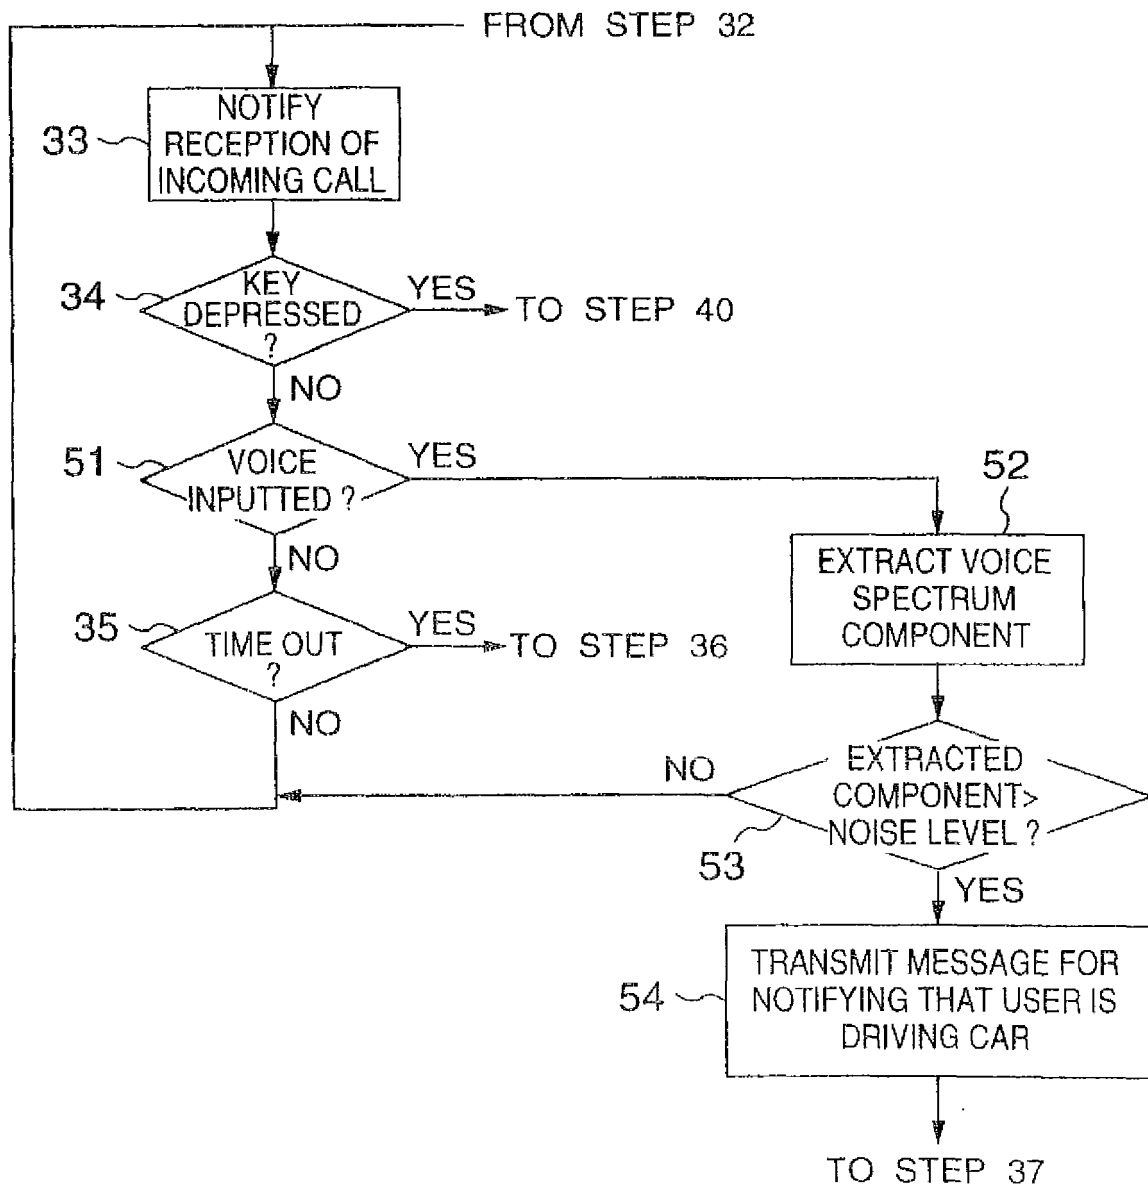 FROM STEP 32
NOTIFY
RECEPTION OF
INCOMING CALL
33
KEY
DEPRESSED
?
34
YES
TO STEP 40
NO
VOICE
INPUTTED ?
51
YES
NO
52
EXTRACT VOICE
SPECTRUM
COMPONENT
TIME OUT
?
35
YES
TO STEP 36
NO
EXTRACTED
COMPONENT>
NOISE LEVEL ?
NO
53
YES
TRANSMIT MESSAGE FOR
NOTIFYING THAT USER IS
DRIVING CAR
54
TO STEP 37